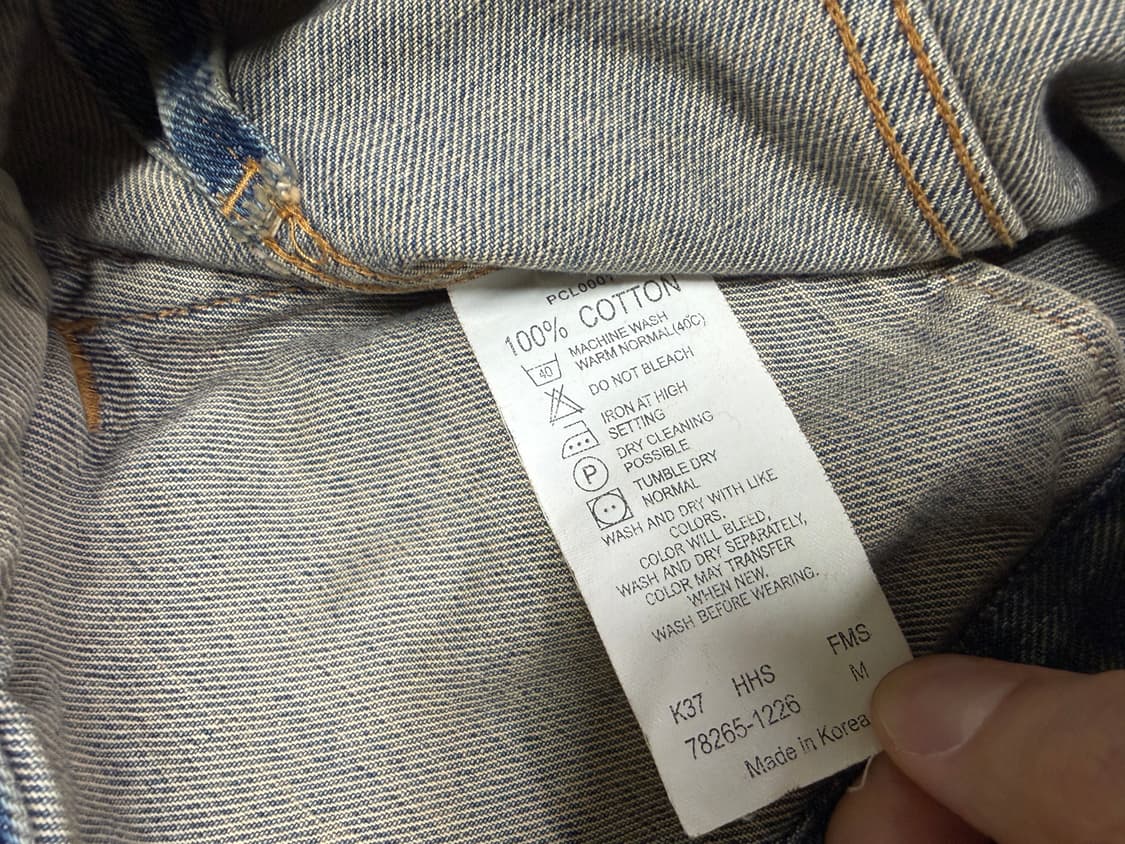 100% COTTON
40
MACHINE WASH
WARM NORMAL(40℃)
DO NOT BLEACH
IRON AT HIGH
SETTING
P
DRY CLEANING
POSSIBLE
TUMBLE DRY
NORMAL
WASH AND DRY WITH LIKE
COLORS.
COLOR WILL BLEED,
WASH AND DRY SEPARATELY,
COLOR MAY TRANSFER
WHEN NEW.
WASH BEFORE WEARING.
K37 HHS FMS
78265-1226 M
Made in Korea